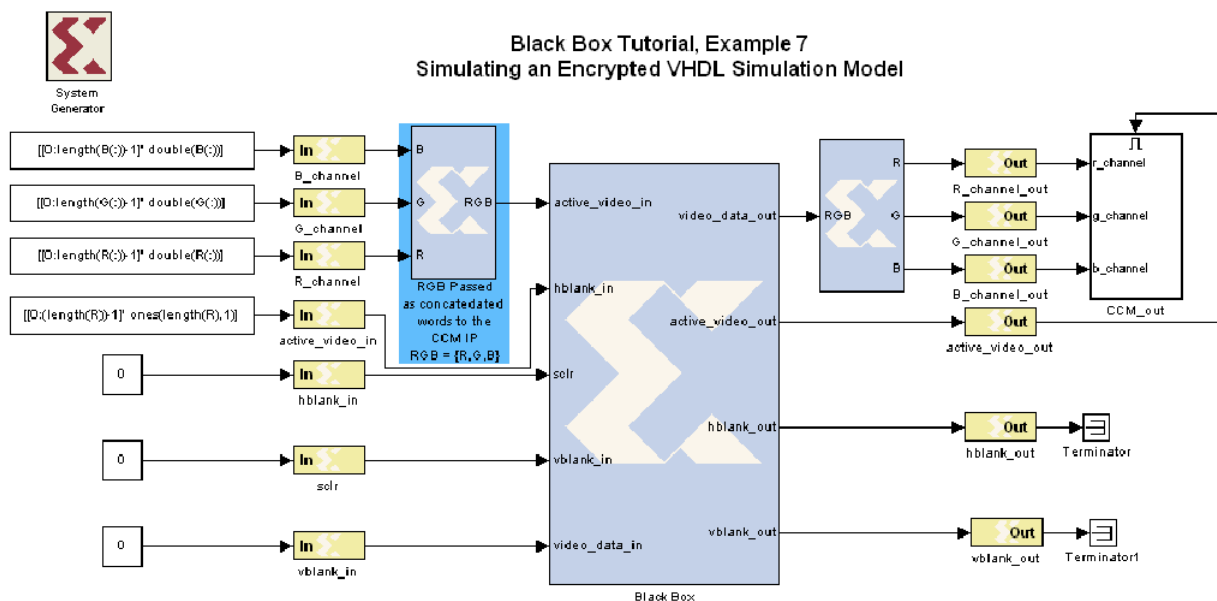 Black Box Tutorial, Example 7
Simulating an Encrypted VHDL Simulation Model
System
Generator
[[0:length(B(:))-1]' double(B(:))]
In
B_channel
[[0:length(G(:))-1]' double(G(:))]
In
G_channel
[[0:length(R(:))-1]' double(R(:))]
In
R_channel
[[0:(length(R))-1]' ones(length(R),1)]
In
active_video_in
0
In
hblank_in
0
In
sclr
0
In
vblank_in
B
G
R
RGB
RGB Passed
as concatedated
words to the
CCM IP
RGB = {R,G,B}
active_video_in
hblank_in
sclr
vblank_in
video_data_in
video_data_out
active_video_out
hblank_out
vblank_out
Black Box
RGB
R
G
B
Out
R_channel_out
Out
G_channel_out
Out
B_channel_out
Out
active_video_out
r_channel
g_channel
b_channel
CCM_out
Out
hblank_out
Terminator
Out
vblank_out
Terminator1